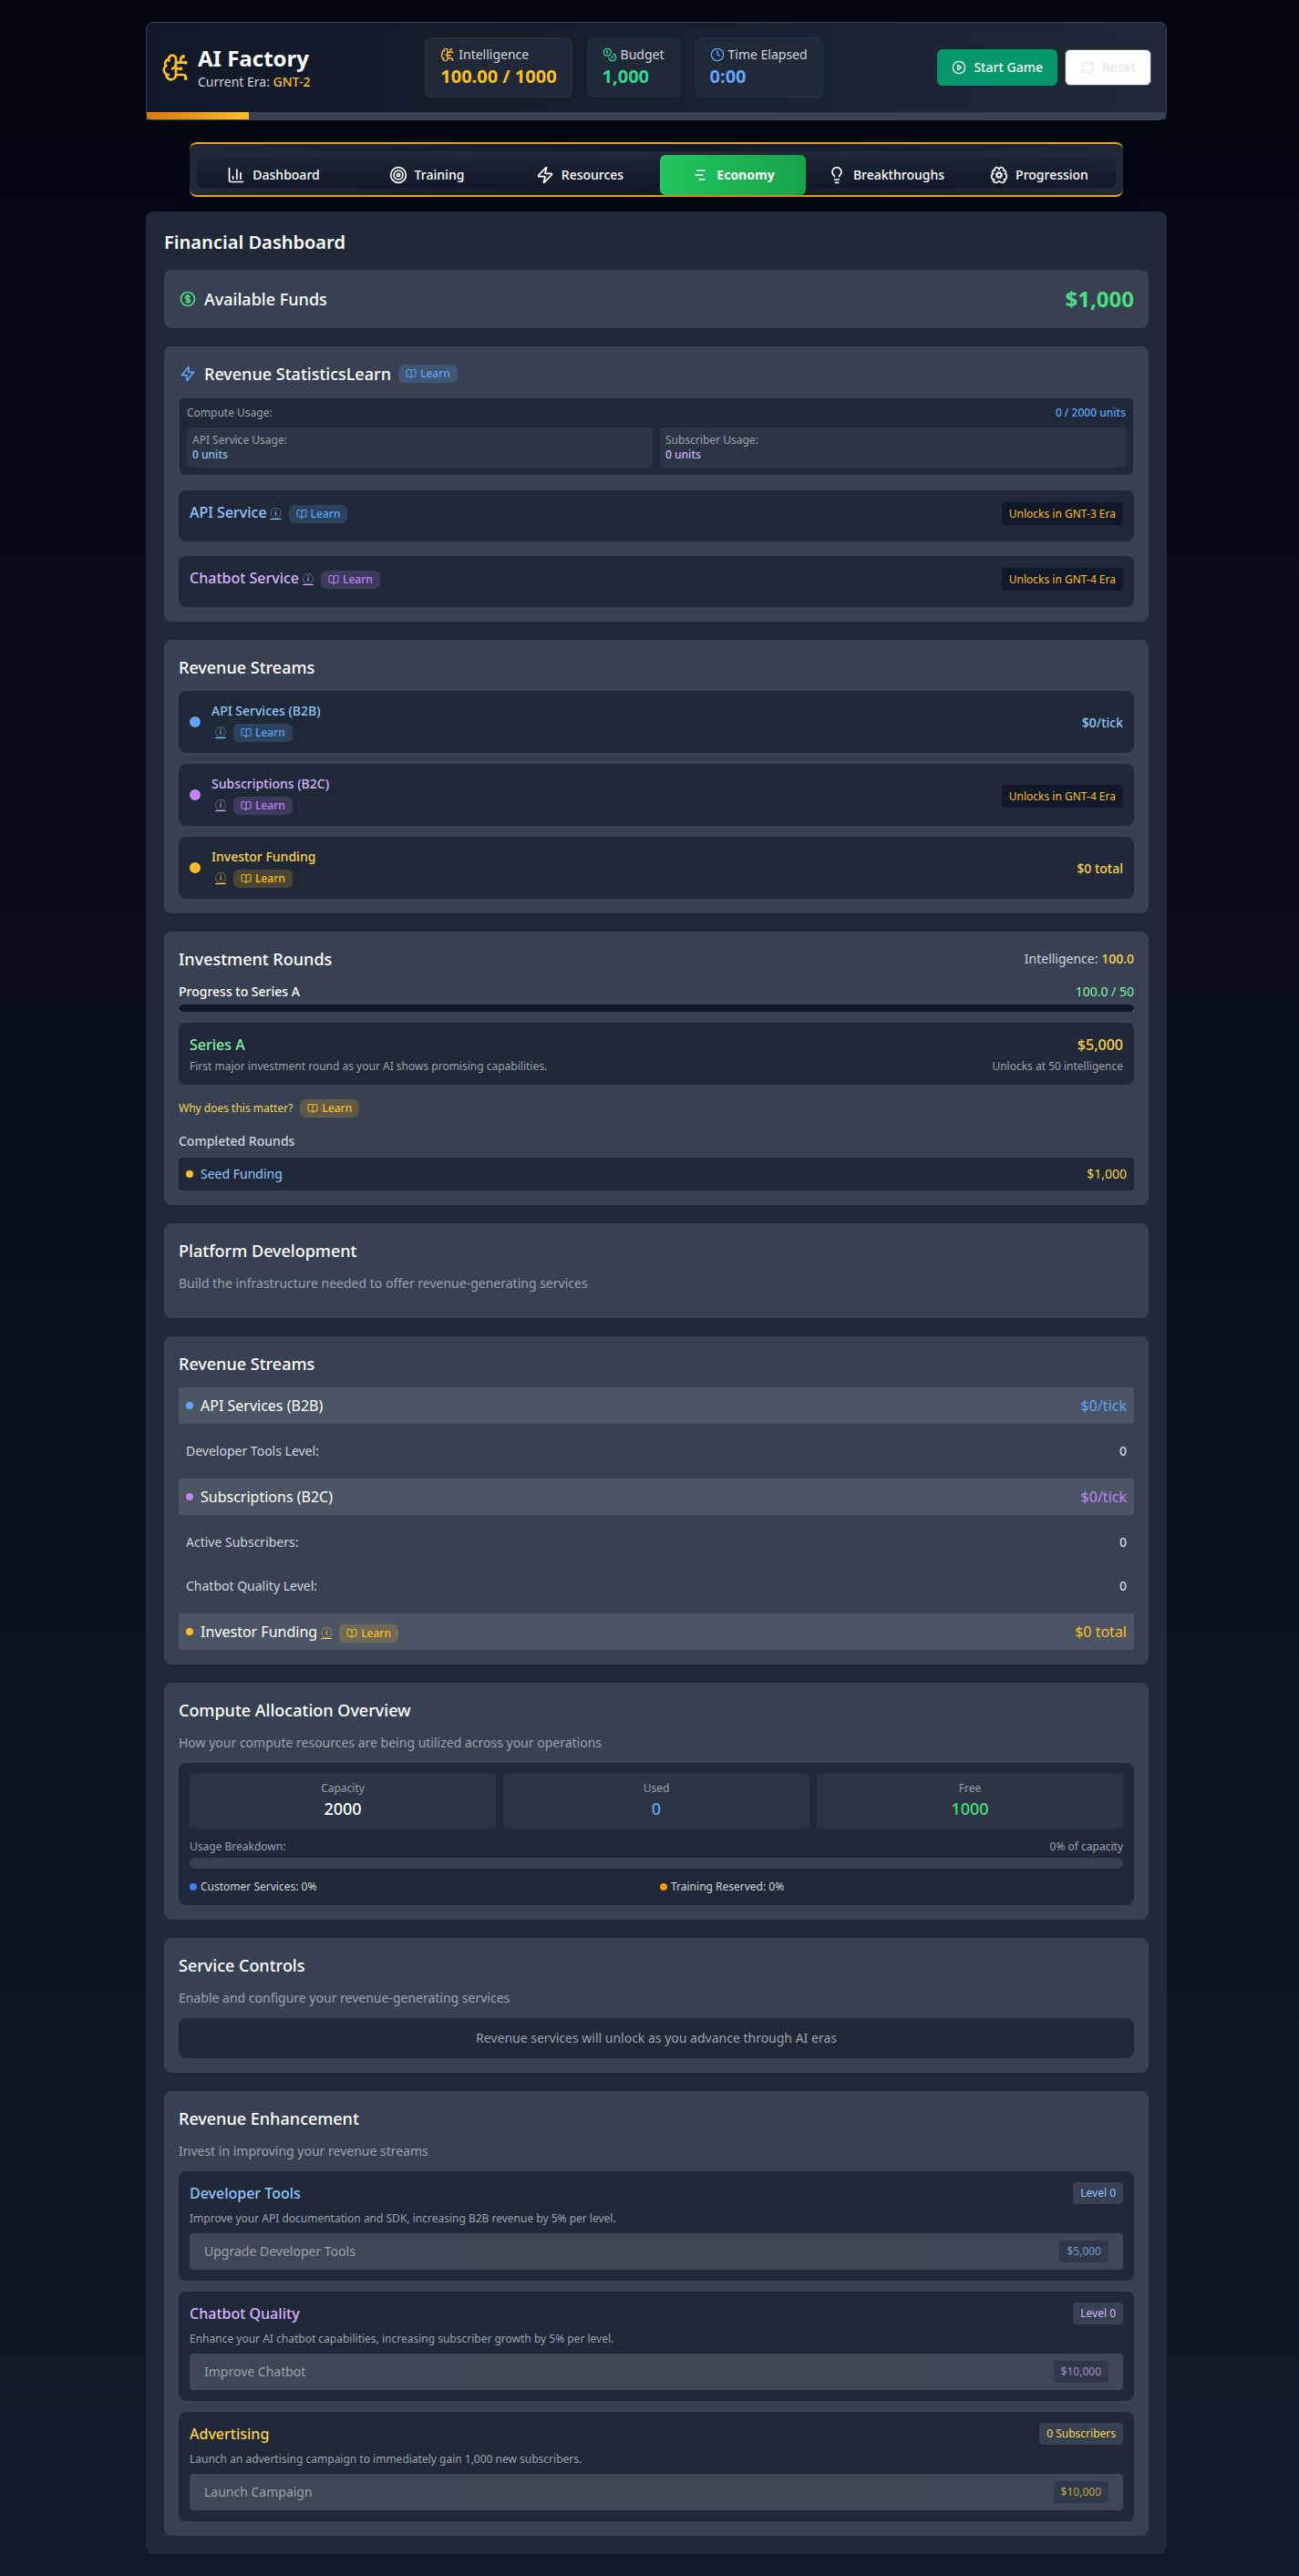 AI Factory
Current Era: GNT-2
Intelligence
100.00 / 1000
Budget
1,000
Time Elapsed
0:00
Start Game
Reset
Dashboard
Training
Resources
Economy
Breakthroughs
Progression
Financial Dashboard
Available Funds
$1,000
Revenue StatisticsLearn
Learn
Compute Usage:
0 / 2000 units
API Service Usage:
0 units
Subscriber Usage:
0 units
API Service ⓘ Learn
Unlocks in GNT-3 Era
Chatbot Service ⓘ Learn
Unlocks in GNT-4 Era
Revenue Streams
API Services (B2B)
ⓘ Learn
$0/tick
Subscriptions (B2C)
ⓘ Learn
Unlocks in GNT-4 Era
Investor Funding
ⓘ Learn
$0 total
Investment Rounds
Intelligence: 100.0
Progress to Series A
100.0 / 50
Series A
$5,000
First major investment round as your AI shows promising capabilities.
Unlocks at 50 intelligence
Why does this matter? Learn
Completed Rounds
Seed Funding
$1,000
Platform Development
Build the infrastructure needed to offer revenue-generating services
Revenue Streams
API Services (B2B)
$0/tick
Developer Tools Level:
0
Subscriptions (B2C)
$0/tick
Active Subscribers:
0
Chatbot Quality Level:
0
Investor Funding ⓘ Learn
$0 total
Compute Allocation Overview
How your compute resources are being utilized across your operations
Capacity
2000
Used
0
Free
1000
Usage Breakdown:
0% of capacity
Customer Services: 0%
Training Reserved: 0%
Service Controls
Enable and configure your revenue-generating services
Revenue services will unlock as you advance through AI eras
Revenue Enhancement
Invest in improving your revenue streams
Developer Tools
Level 0
Improve your API documentation and SDK, increasing B2B revenue by 5% per level.
Upgrade Developer Tools
$5,000
Chatbot Quality
Level 0
Enhance your AI chatbot capabilities, increasing subscriber growth by 5% per level.
Improve Chatbot
$10,000
Advertising
0 Subscribers
Launch an advertising campaign to immediately gain 1,000 new subscribers.
Launch Campaign
$10,000